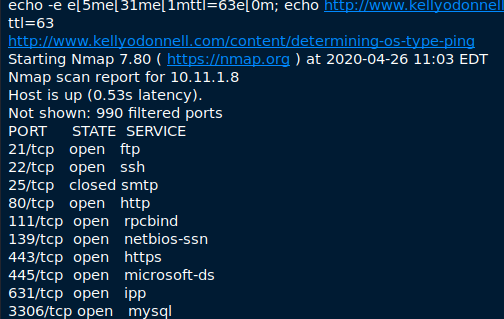 echo -e e[5me[31me[1mttl=63e[0m; echo http://www.kellyodonnell
ttl=63
http://www.kellyodonnell.com/content/determining-os-type-ping
Starting Nmap 7.80 ( https://nmap.org ) at 2020-04-26 11:03 EDT
Nmap scan report for 10.11.1.8
Host is up (0.53s latency).
Not shown: 990 filtered ports
PORT STATE SERVICE
21/tcp open ftp
22/tcp open ssh
25/tcp closed smtp
80/tcp open http
111/tcp open rpcbind
139/tcp open netbios-ssn
443/tcp open https
445/tcp open microsoft-ds
631/tcp open ipp
3306/tcp open mysql